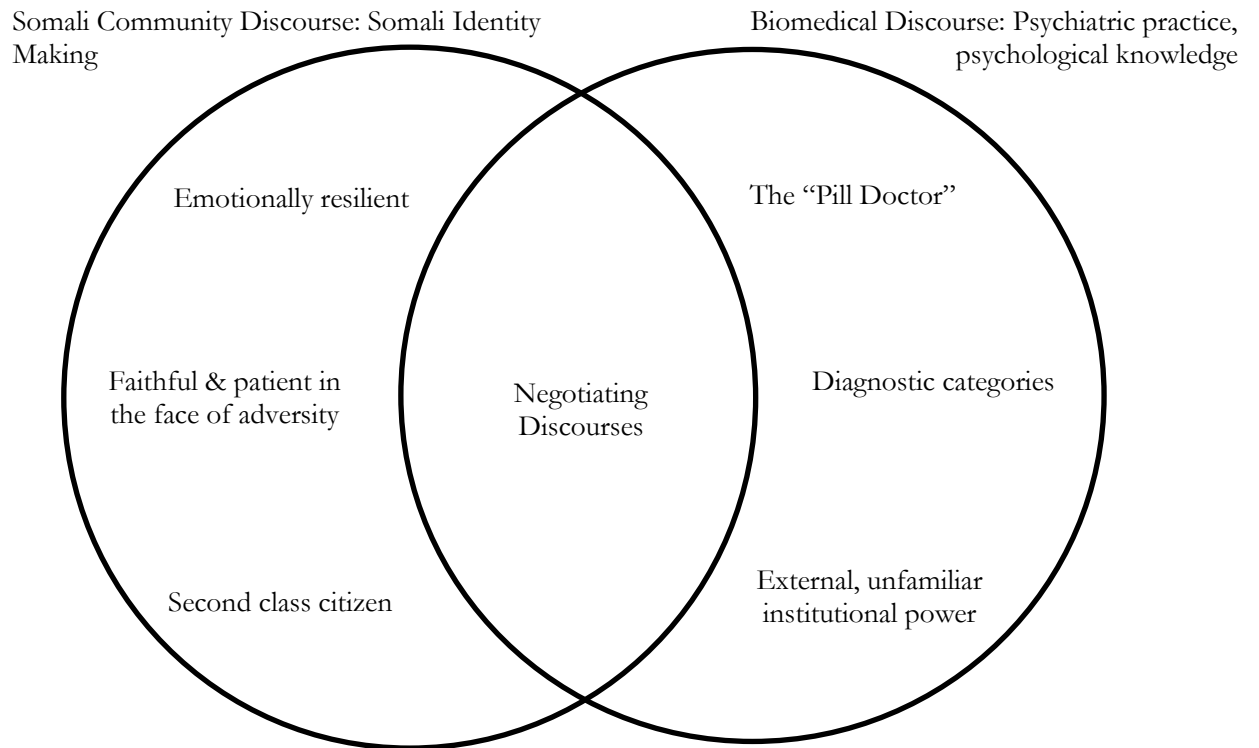 Somali Community Discourse: Somali Identity
Making
Biomedical Discourse: Psychiatric practice,
psychological knowledge
Emotionally resilient
Faithful & patient in
the face of adversity
Second class citizen
Negotiating
Discourses
The “Pill Doctor”
Diagnostic categories
External, unfamiliar
institutional power